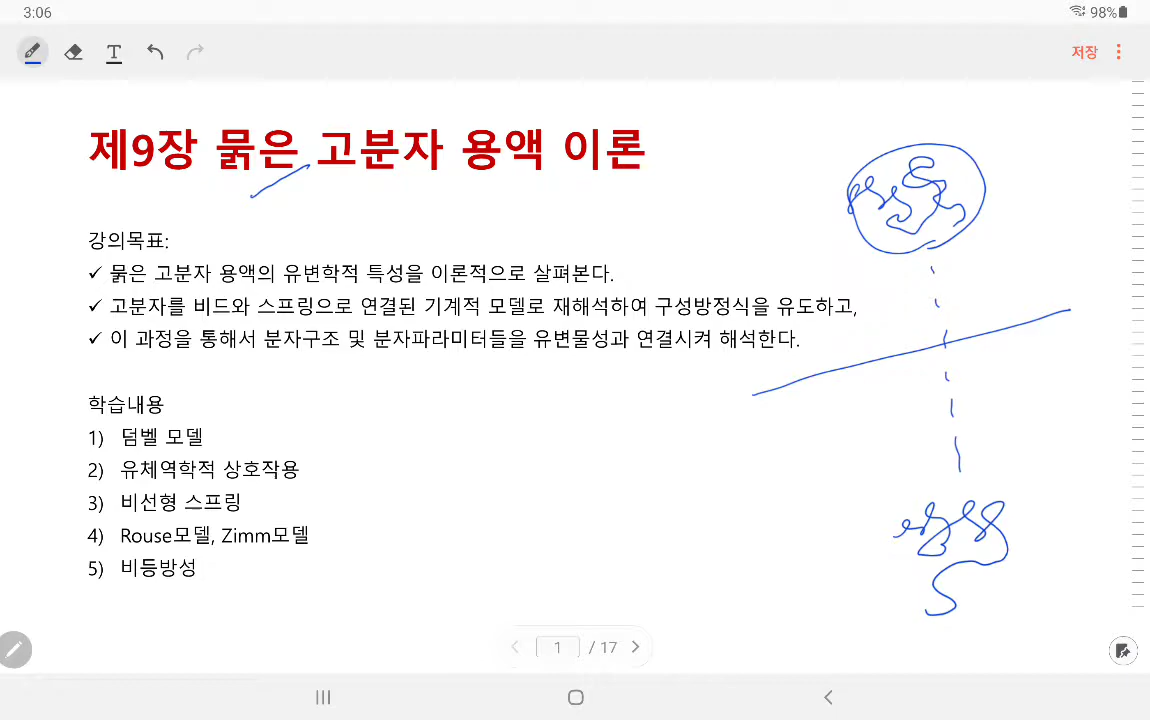 3:06
98%
T
저장
제9장 묽은 고분자 용액 이론
강의목표:
✓ 묽은 고분자 용액의 유변학적 특성을 이론적으로 살펴본다.
✓ 고분자를 비드와 스프링으로 연결된 기계적 모델로 재해석하여 구성방정식을 유도하고,
✓ 이 과정을 통해서 분자구조 및 분자파라미터들을 유변물성과 연결시켜 해석한다.
학습내용
1) 덤벨 모델
2) 유체역학적 상호작용
3) 비선형 스프링
4) Rouse모델, Zimm모델
5) 비등방성
1 / 17